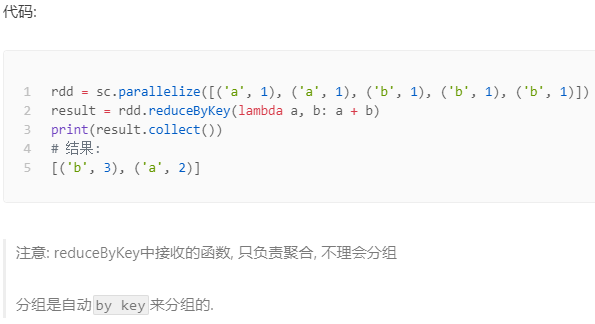 代码:
1 rdd = sc.parallelize([('a', 1), ('a', 1), ('b', 1), ('b', 1), ('b', 1)])
2 result = rdd.reduceByKey(lambda a, b: a + b)
3 print(result.collect())
4 # 结果:
5 [('b', 3), ('a', 2)]
注意: reduceByKey中接收的函数, 只负责聚合, 不理会分组
分组是自动 by key 来分组的.